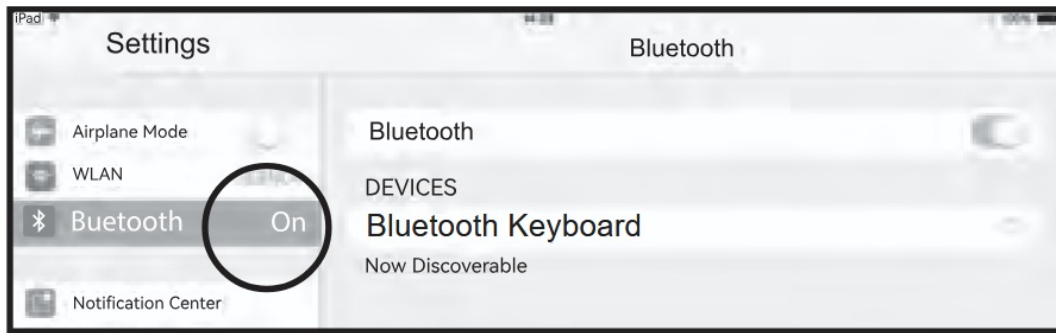 iPad
Settings
Bluetooth
Airplane Mode
WLAN
Buetooth On
Notification Center
Bluetooth
DEVICES
Bluetooth Keyboard
Now Discoverable